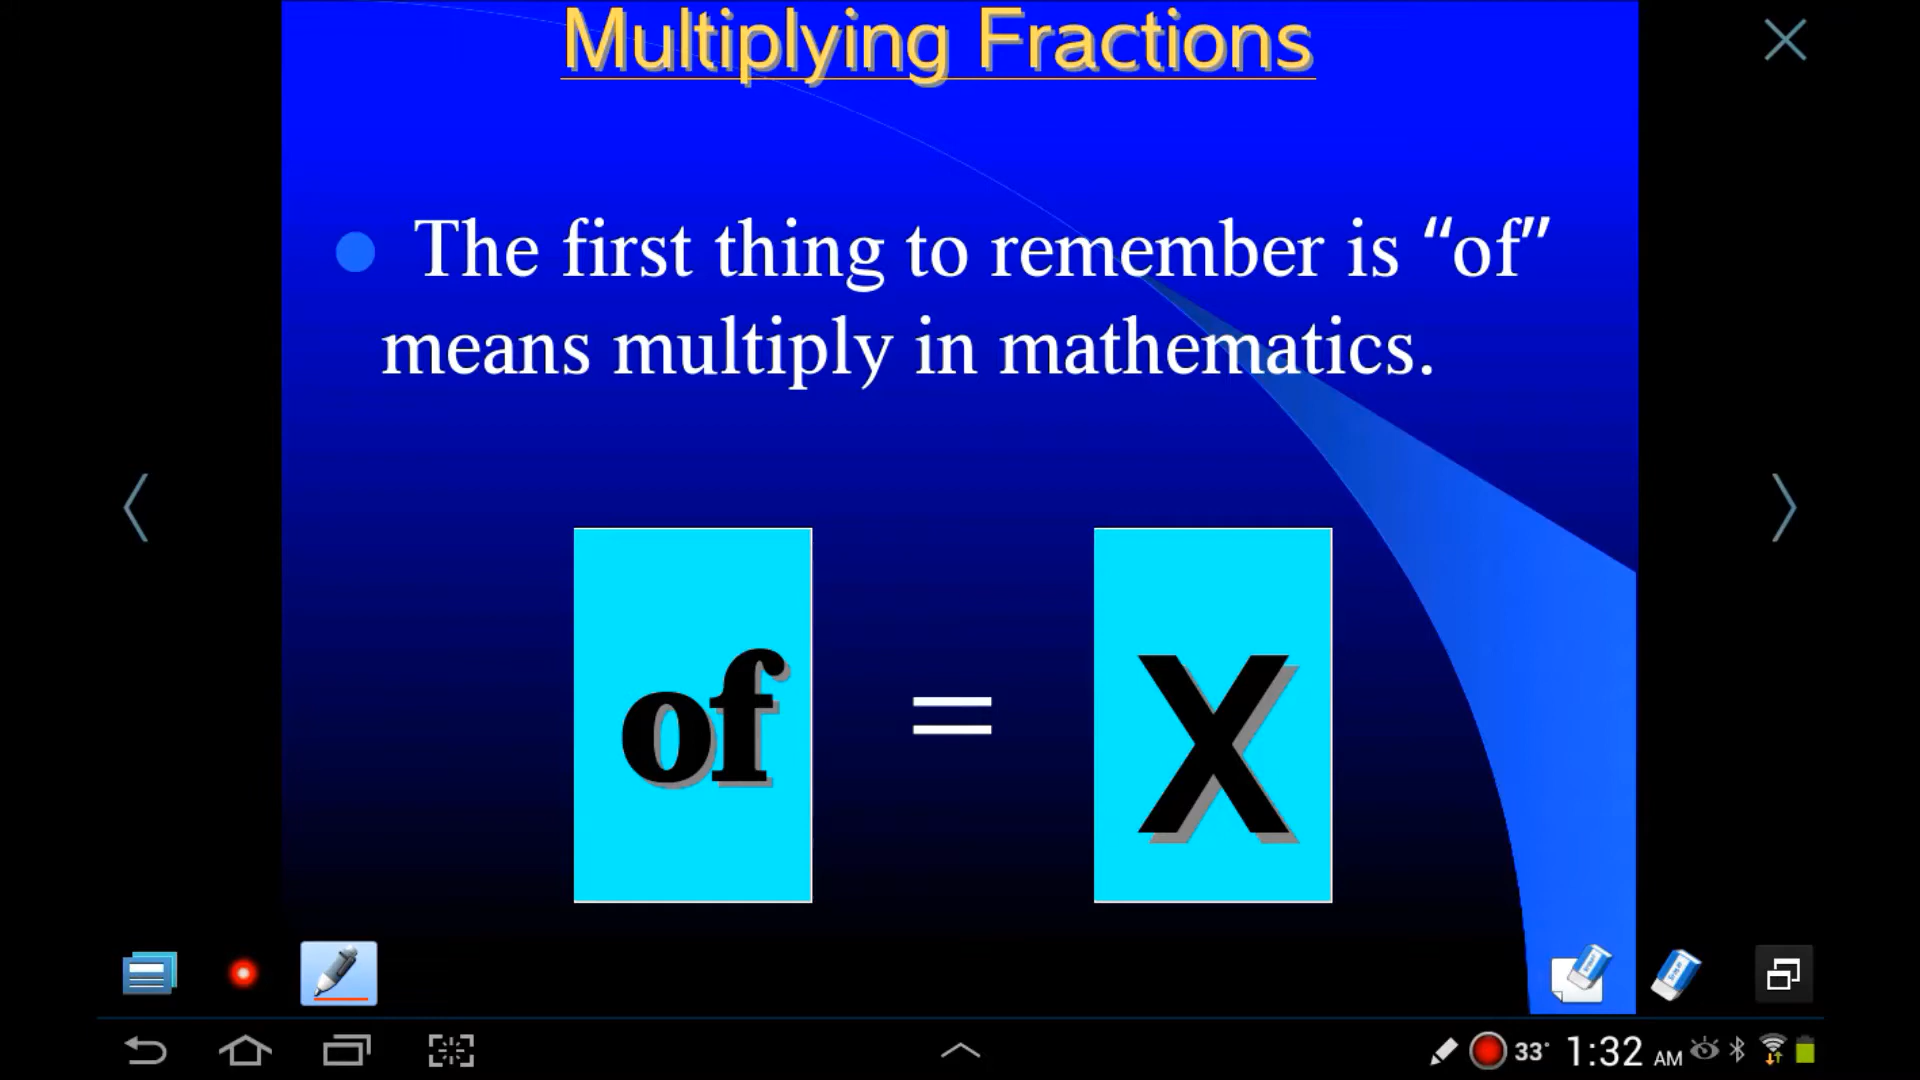 Multiplying Fractions
The first thing to remember is “of”
means multiply in mathematics.
of = X
33° 1:32 AM